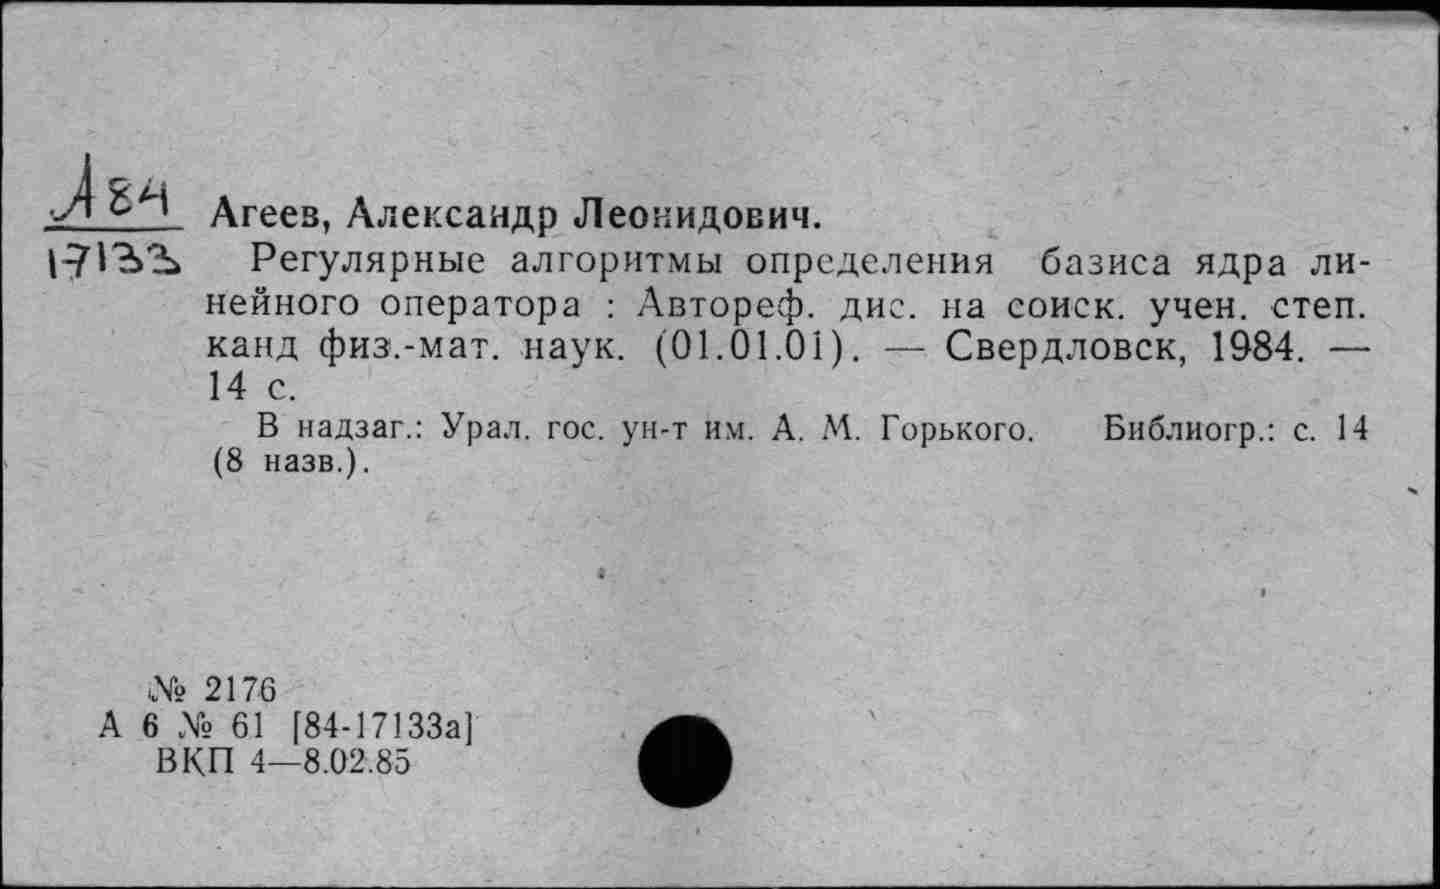 А84
17133
Агеев, Александр Леонидович.
Регулярные алгоритмы определения базиса ядра ли-
нейного оператора : Автореф. дис. на соиск. учен. степ.
канд физ.-мат. наук. (01.01.01). — Свердловск, 1984. —
14 с.
В надзаг.: Урал. гос. ун-т им. А. М. Горького. Библиогр.: с. 14
(8 назв.).
№ 2176
А 6 № 61 [84-17133а]
ВКП 4—8.02.85